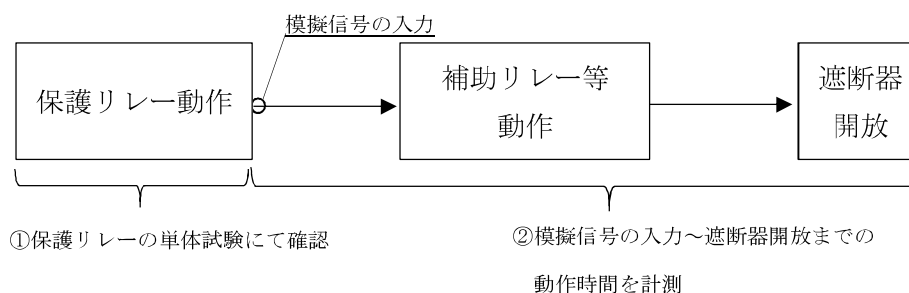 模擬信号の入力
保護リレー動作
補助リレー等
動作
遮断器
開放
①保護リレーの単体試験にて確認
②模擬信号の入力～遮断器開放までの
動作時間を計測